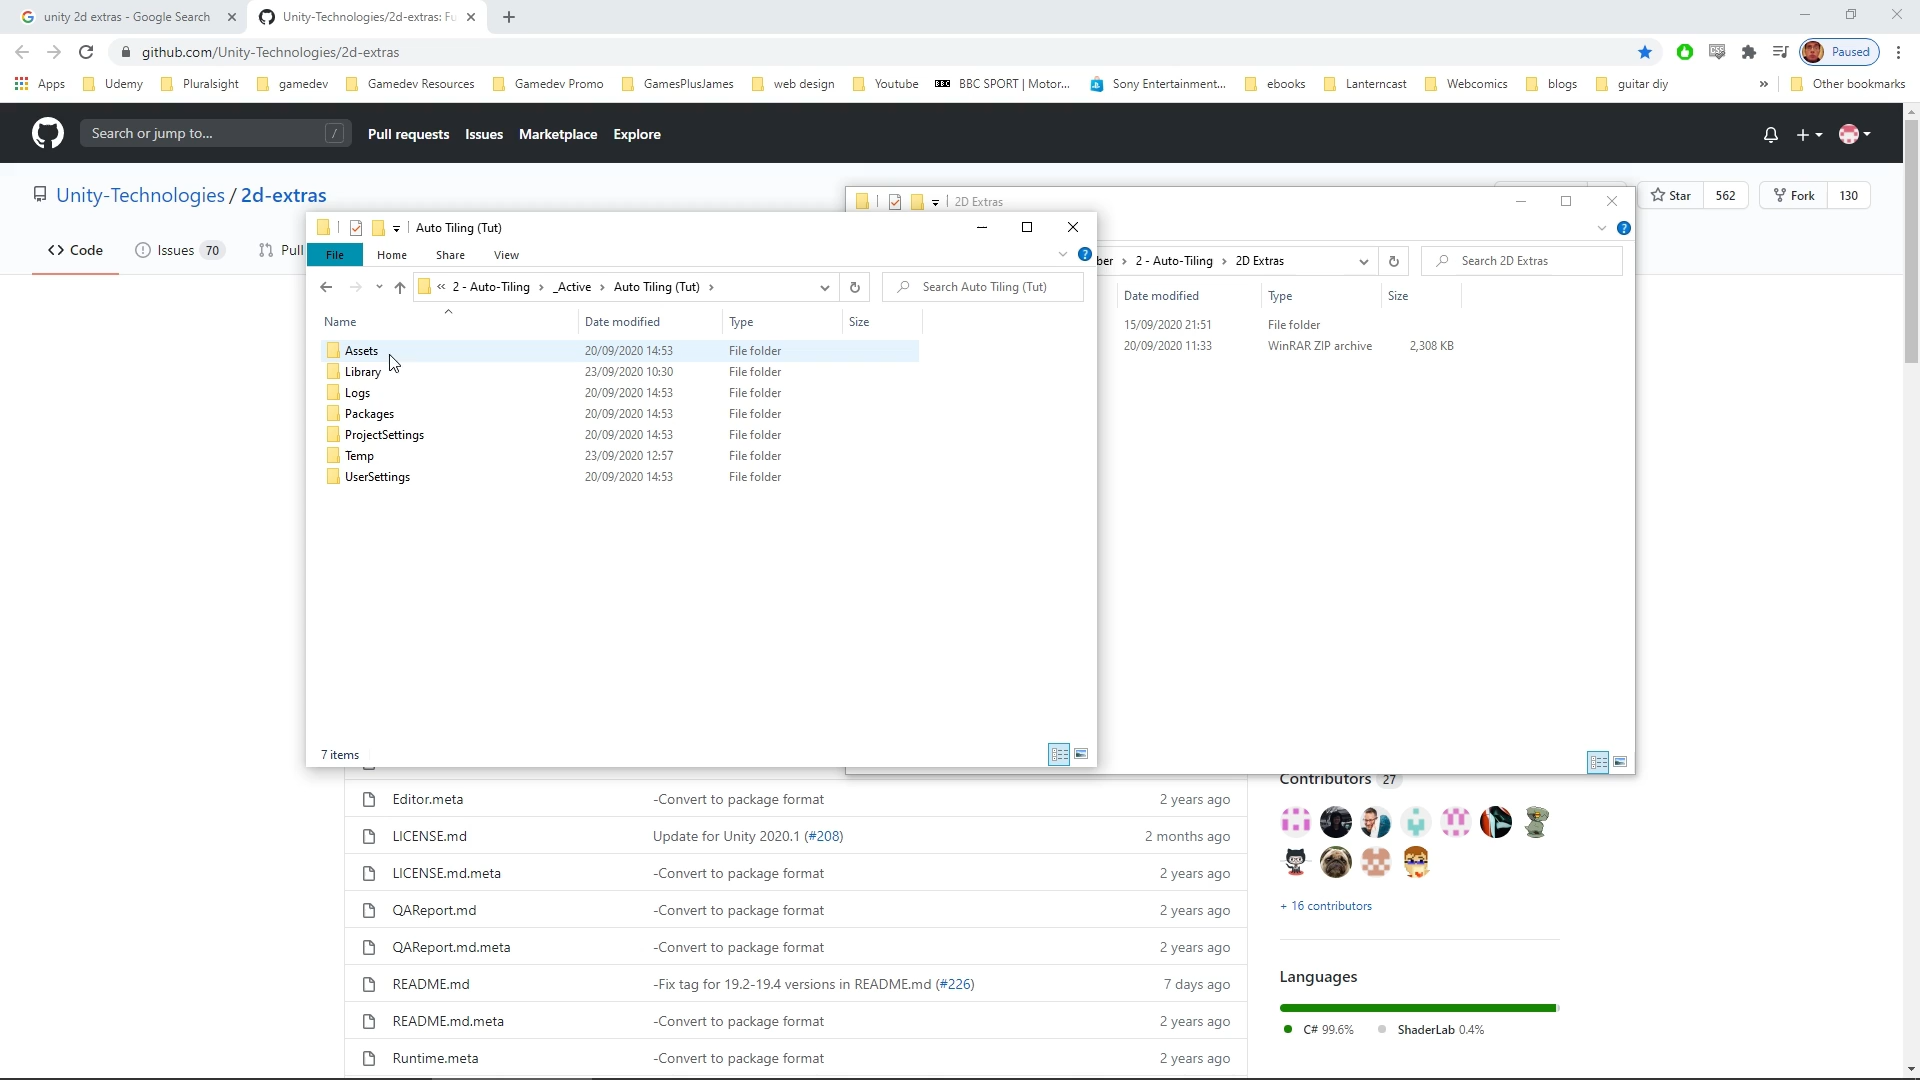 unity 2d extras - Google Search
Unity-Technologies/2d-extras: Fu
github.com/Unity-Technologies/2d-extras
Paused
Apps
Udemy
Pluralsight
gamedev
Gamedev Resources
Gamedev Promo
GamesPlusJames
web design
Youtube
BBC BBC SPORT | Motor...
Sony Entertainment...
ebooks
Lanterncast
Webcomics
blogs
guitar diy
»
Other bookmarks
Search or jump to...
/
Pull requests
Issues
Marketplace
Explore
Unity-Technologies / 2d-extras
Star 562
Fork 130
<> Code
Issues 70
Pull
2D Extras
ber > 2 - Auto-Tiling > 2D Extras
Search 2D Extras
Date modified
Type
Size
15/09/2020 21:51
File folder
20/09/2020 11:33
WinRAR ZIP archive
2,308 KB
Auto Tiling (Tut)
File
Home
Share
View
« 2 - Auto-Tiling > _Active > Auto Tiling (Tut) >
Search Auto Tiling (Tut)
Name
Date modified
Type
Size
Assets
20/09/2020 14:53
File folder
Library
23/09/2020 10:30
File folder
Logs
20/09/2020 14:53
File folder
Packages
20/09/2020 14:53
File folder
ProjectSettings
20/09/2020 14:53
File folder
Temp
23/09/2020 12:57
File folder
UserSettings
20/09/2020 14:53
File folder
7 items
Editor.meta
-Convert to package format
2 years ago
LICENSE.md
Update for Unity 2020.1 (#208)
2 months ago
LICENSE.md.meta
-Convert to package format
2 years ago
QAReport.md
-Convert to package format
2 years ago
QAReport.md.meta
-Convert to package format
2 years ago
README.md
-Fix tag for 19.2-19.4 versions in README.md (#226)
7 days ago
README.md.meta
-Convert to package format
2 years ago
Runtime.meta
-Convert to package format
2 years ago
Contributors 27
+ 16 contributors
Languages
C# 99.6%
ShaderLab 0.4%